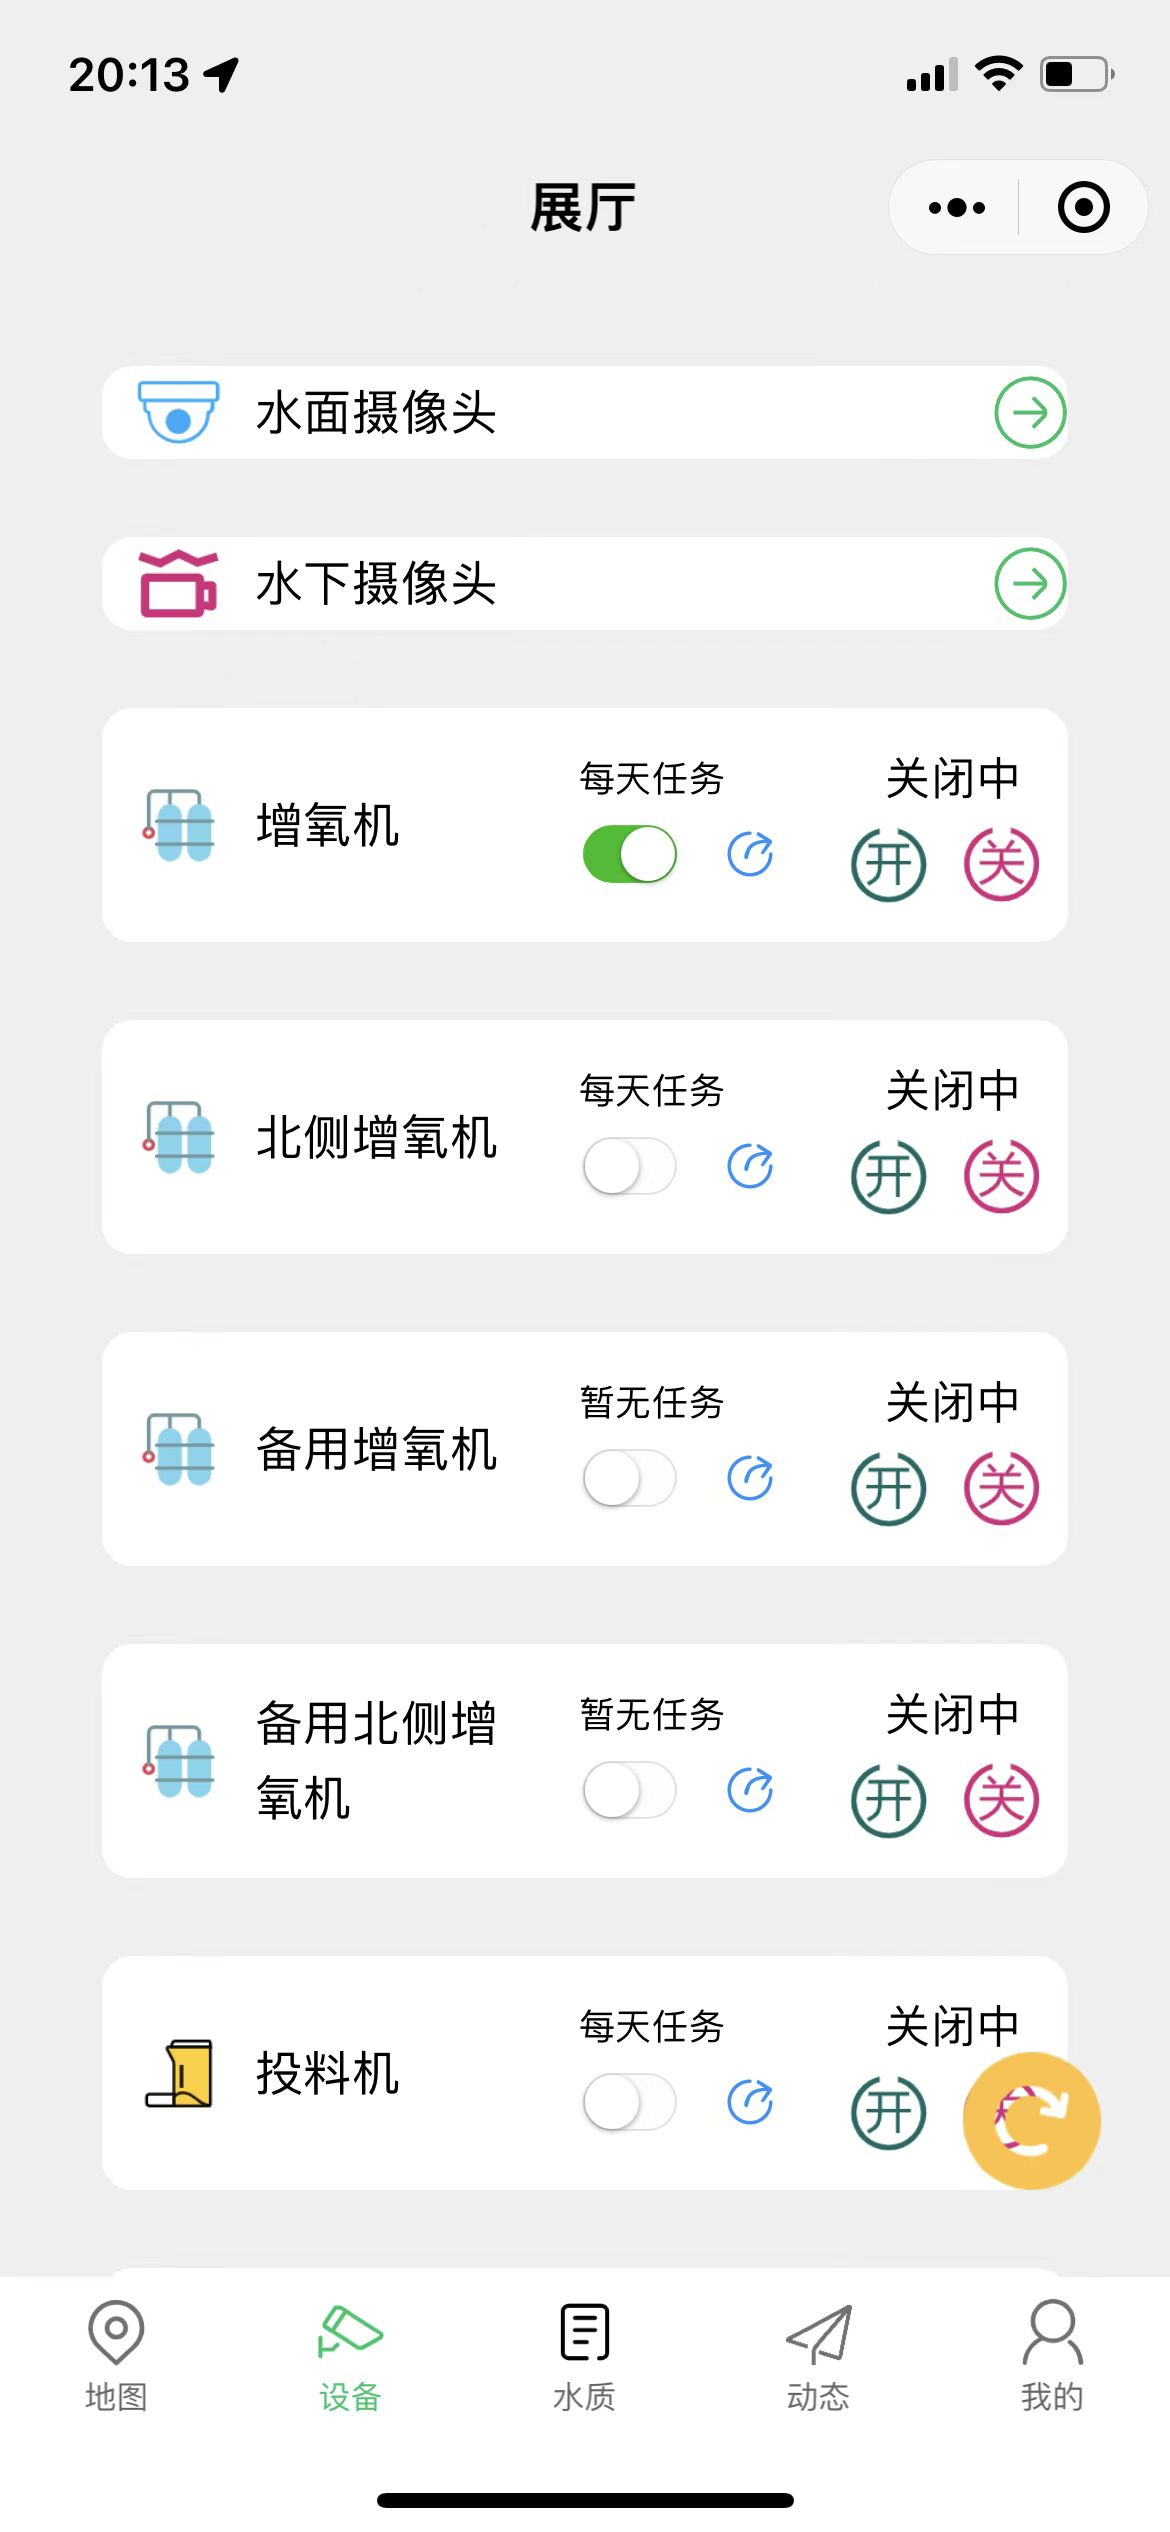 20:13
展厅
水面摄像头
水下摄像头
增氧机
每天任务
关闭中
开 关
北侧增氧机
每天任务
关闭中
开 关
备用增氧机
暂无任务
关闭中
开 关
备用北侧增
氧机
暂无任务
关闭中
开 关
投料机
每天任务
关闭中
开
地图 设备 水质 动态 我的